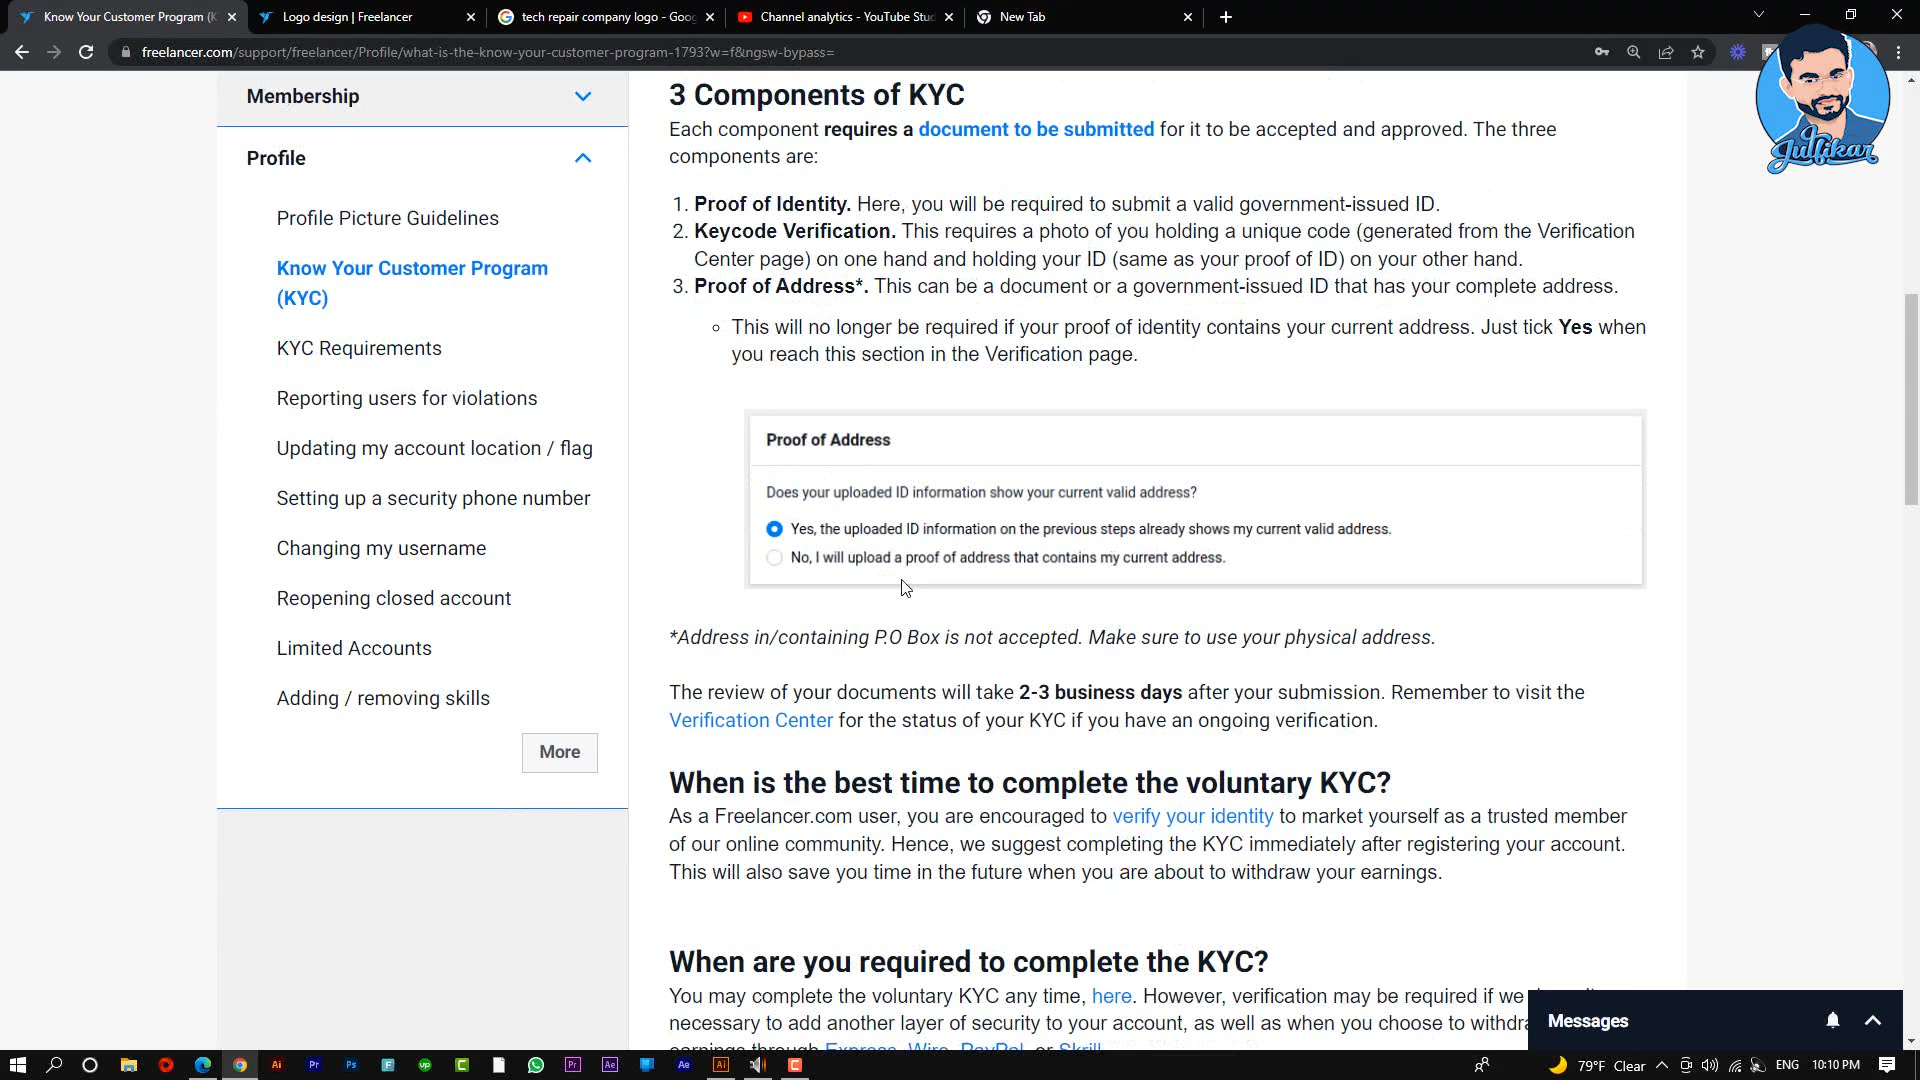 Know Your Customer Program (K
Logo design | Freelancer
tech repair company logo - Goo
Channel analytics - YouTube Stud
New Tab
freelancer.com/support/freelancer/Profile/what-is-the-know-your-customer-program-1793?w=f&ngsw-bypass=
Julfikar
Membership
Profile
Profile Picture Guidelines
Know Your Customer Program
(KYC)
KYC Requirements
Reporting users for violations
Updating my account location / flag
Setting up a security phone number
Changing my username
Reopening closed account
Limited Accounts
Adding / removing skills
More
3 Components of KYC
Each component requires a document to be submitted for it to be accepted and approved. The three
components are:
1. Proof of Identity. Here, you will be required to submit a valid government-issued ID.
2. Keycode Verification. This requires a photo of you holding a unique code (generated from the Verification
Center page) on one hand and holding your ID (same as your proof of ID) on your other hand.
3. Proof of Address*. This can be a document or a government-issued ID that has your complete address.
This will no longer be required if your proof of identity contains your current address. Just tick Yes when
you reach this section in the Verification page.
Proof of Address
Does your uploaded ID information show your current valid address?
Yes, the uploaded ID information on the previous steps already shows my current valid address.
No, I will upload a proof of address that contains my current address.
*Address in/containing P.O Box is not accepted. Make sure to use your physical address.
The review of your documents will take 2-3 business days after your submission. Remember to visit the
Verification Center for the status of your KYC if you have an ongoing verification.
When is the best time to complete the voluntary KYC?
As a Freelancer.com user, you are encouraged to verify your identity to market yourself as a trusted member
of our online community. Hence, we suggest completing the KYC immediately after registering your account.
This will also save you time in the future when you are about to withdraw your earnings.
When are you required to complete the KYC?
You may complete the voluntary KYC any time, here. However, verification may be required if we
necessary to add another layer of security to your account, as well as when you choose to withdra
earnings through Express, Wire, PayPal, or Skrill
Messages
Ai
Pr
Ps
F
up
C
Pr
Ae
Ae
Ai
C
79°F Clear
ENG
10:10 PM